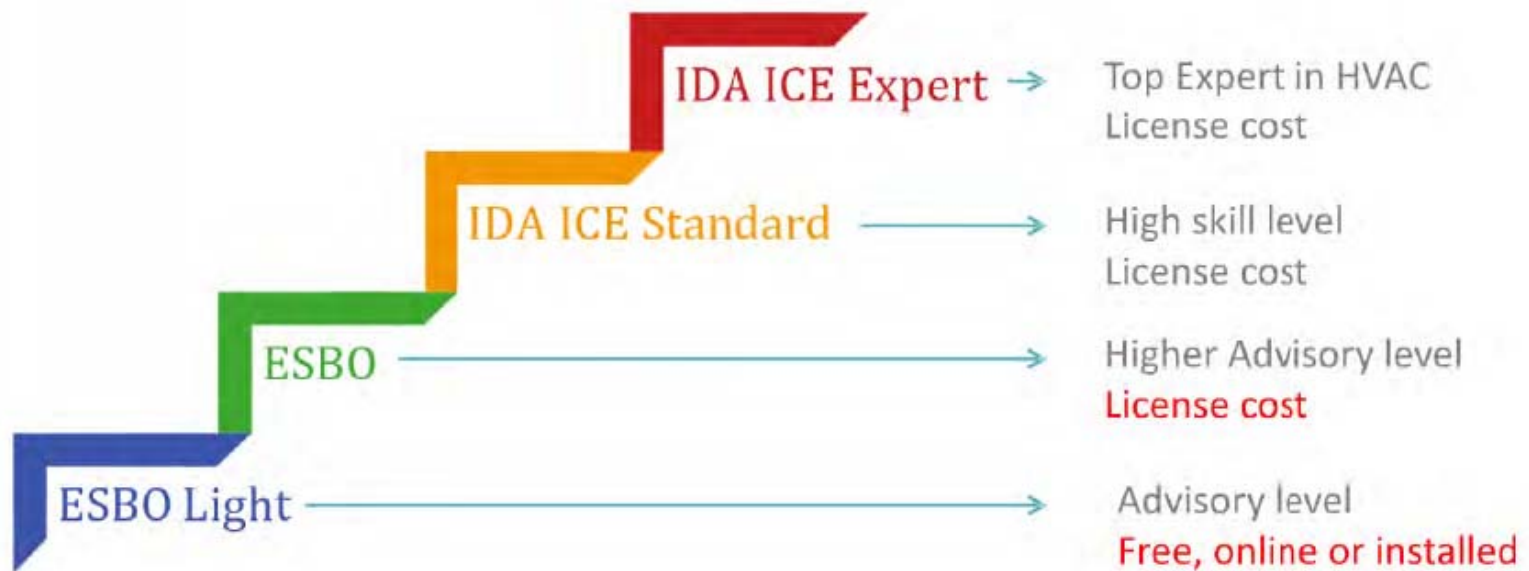 IDA ICE Expert
Top Expert in HVAC
License cost
IDA ICE Standard
High skill level
License cost
ESBO
Higher Advisory level
License cost
ESBO Light
Advisory level
Free, online or installed